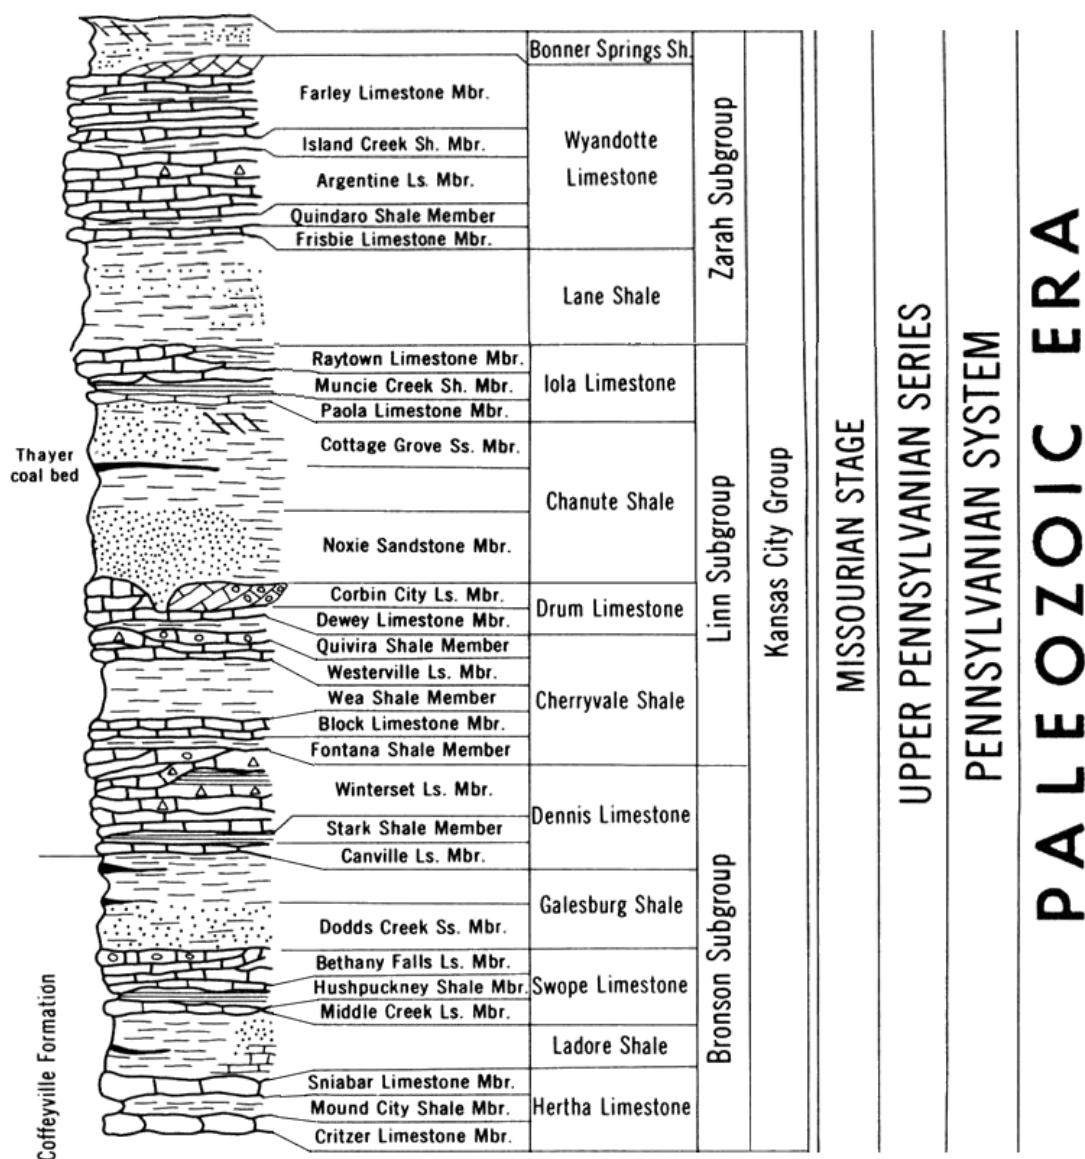 Bonner Springs Sh.
Farley Limestone Mbr.
Island Creek Sh. Mbr.
Argentine Ls. Mbr.
Quindaro Shale Member
Frisbie Limestone Mbr.
Wyandotte
Limestone
Lane Shale
Zarah Subgroup
Raytown Limestone Mbr.
Muncie Creek Sh. Mbr.
Paola Limestone Mbr.
Iola Limestone
Thayer
coal bed
Cottage Grove Ss. Mbr.
Noxie Sandstone Mbr.
Chanute Shale
Corbin City Ls. Mbr.
Dewey Limestone Mbr.
Drum Limestone
Quivira Shale Member
Westerville Ls. Mbr.
Wea Shale Member
Block Limestone Mbr.
Fontana Shale Member
Cherryvale Shale
Linn Subgroup
Winterset Ls. Mbr.
Stark Shale Member
Canville Ls. Mbr.
Dennis Limestone
Dodds Creek Ss. Mbr.
Galesburg Shale
Bethany Falls Ls. Mbr.
Hushpuckney Shale Mbr.
Middle Creek Ls. Mbr.
Swope Limestone
Ladore Shale
Sniabar Limestone Mbr.
Mound City Shale Mbr.
Critzer Limestone Mbr.
Hertha Limestone
Bronson Subgroup
Coffeyville Formation
Kansas City Group
MISSOURIAN STAGE
UPPER PENNSYLVANIAN SERIES
PENNSYLVANIAN SYSTEM
PALEOZOIC ERA